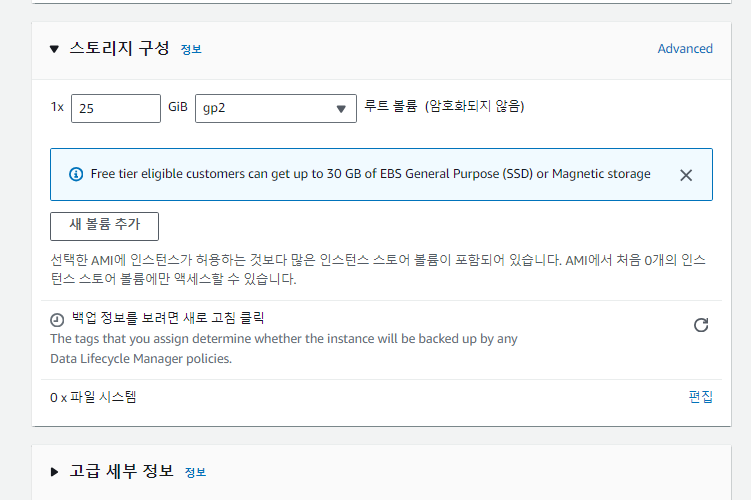 스토리지 구성 정보 Advanced
1x 25 GiB gp2 루트 볼륨 (암호화되지 않음)
Free tier eligible customers can get up to 30 GB of EBS General Purpose (SSD) or Magnetic storage
새 볼륨 추가
선택한 AMI에 인스턴스가 허용하는 것보다 많은 인스턴스 스토어 볼륨이 포함되어 있습니다. AMI에서 처음 0개의 인스
턴스 스토어 볼륨에만 액세스할 수 있습니다.
백업 정보를 보려면 새로 고침 클릭
The tags that you assign determine whether the instance will be backed up by any
Data Lifecycle Manager policies.
0 x 파일 시스템 편집
고급 세부 정보 정보